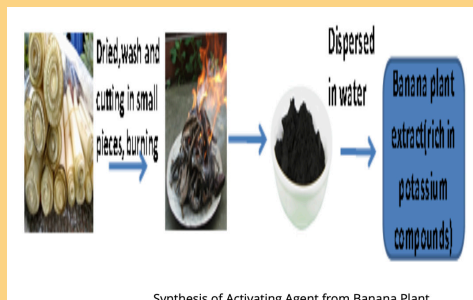 Dried,wash and
cutting in small
pieces, burning
Dispersed
in water
Banana plant
extract(rich in
potassium
compounds)
Synthesis of Activating Agent from Banana Plant